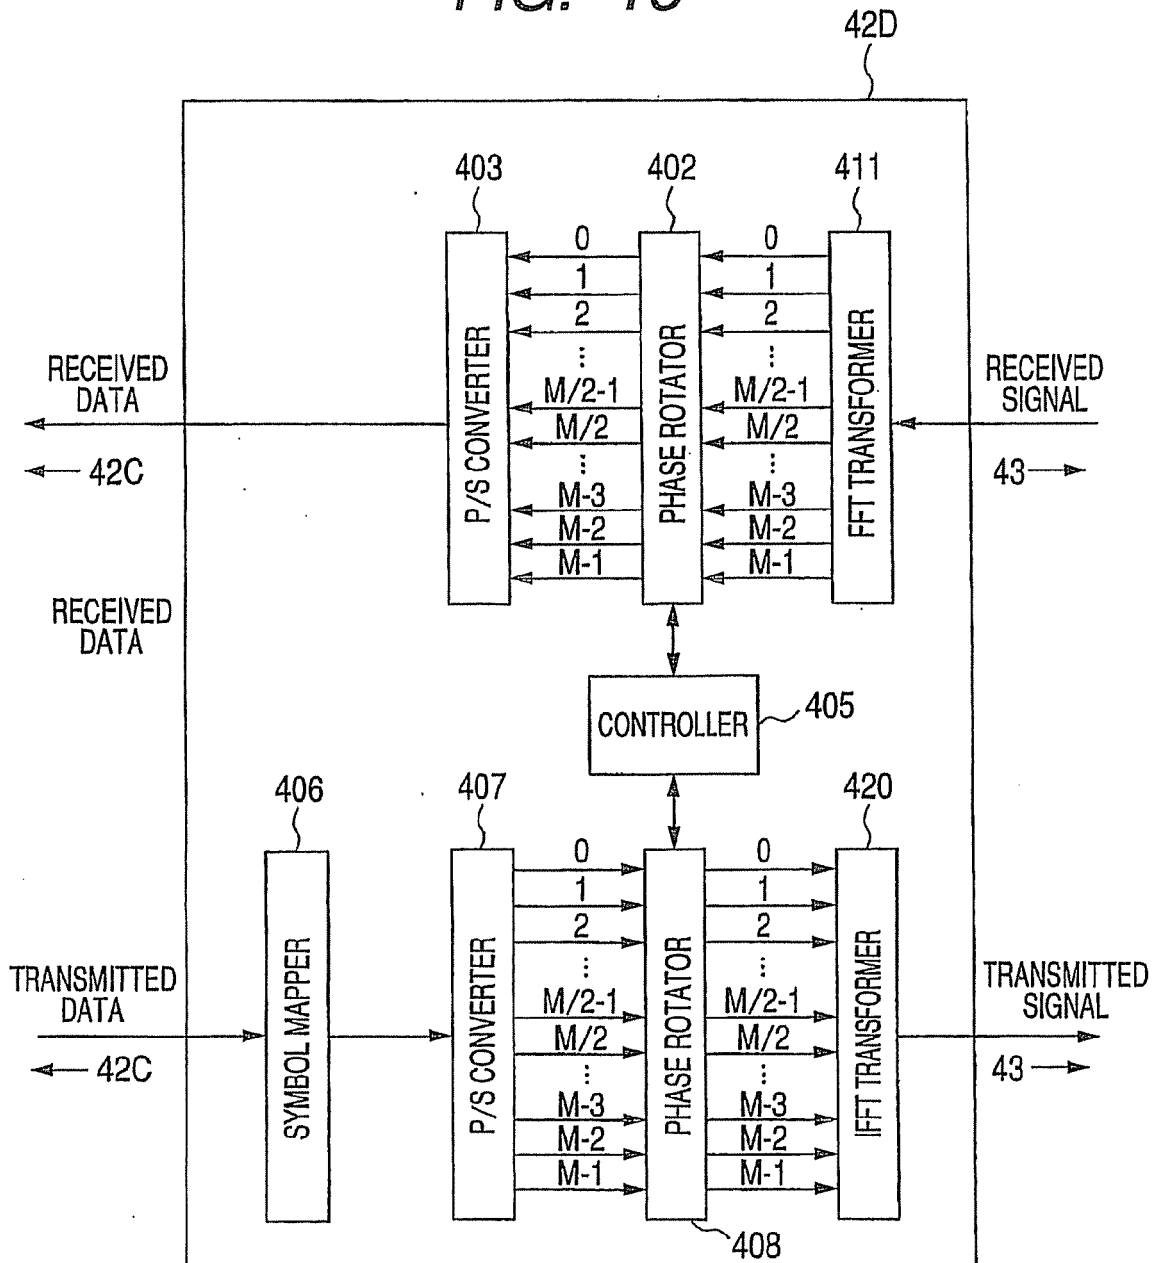 FIG.
42D
403
402
411
0
0
1
1
2
2
...
...
M/2-1
M/2-1
M/2
M/2
...
...
M-3
M-3
M-2
M-2
M-1
M-1
P/S CONVERTER
PHASE ROTATOR
FFT TRANSFORMER
RECEIVED
DATA
42C
RECEIVED
SIGNAL
43
RECEIVED
DATA
CONTROLLER
405
406
407
420
0
0
1
1
2
2
...
...
M/2-1
M/2-1
M/2
M/2
...
...
M-3
M-3
M-2
M-2
M-1
M-1
SYMBOL MAPPER
P/S CONVERTER
PHASE ROTATOR
IFFT TRANSFORMER
TRANSMITTED
DATA
42C
TRANSMITTED
SIGNAL
43
408